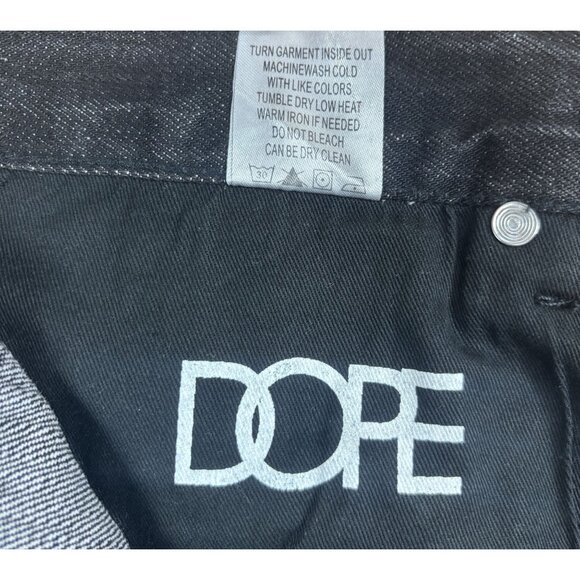 TURN GARMENT INSIDE OUT
MACHINEWASH COLD
WITH LIKE COLORS
TUMBLE DRY LOW HEAT
WARM IRON IF NEEDED
DO NOT BLEACH
CAN BE DRY CLEAN
30
DOPE